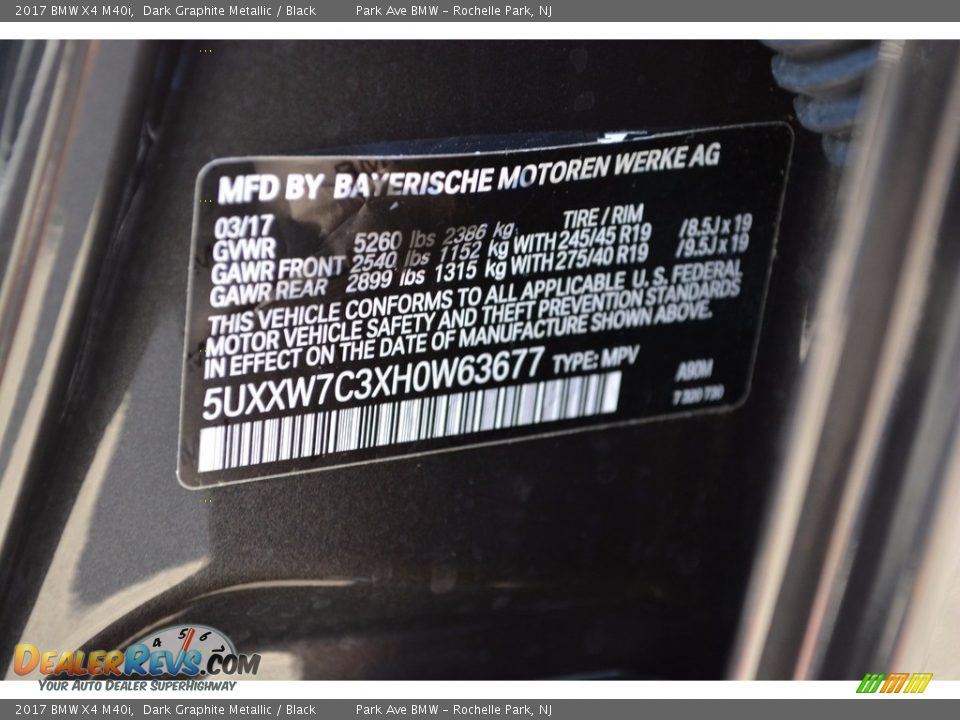 2017 BMW X4 M40i, Dark Graphite Metallic / Black Park Ave BMW - Rochelle Park, NJ
MFD BY BAYERISCHE MOTOREN WERKE AG
03/17 TIRE / RIM
GVWR 5260 lbs 2386 kg
GAWR FRONT 2540 lbs 1152 kg WITH 245/45 R19 /8.5J x 19
GAWR REAR 2899 lbs 1315 kg WITH 275/40 R19 /9.5J x 19
THIS VEHICLE CONFORMS TO ALL APPLICABLE U. S. FEDERAL
MOTOR VEHICLE SAFETY AND THEFT PREVENTION STANDARDS
IN EFFECT ON THE DATE OF MANUFACTURE SHOWN ABOVE.
5UXXW7C3XH0W63677 TYPE: MPV A90M
4 5 6 7
DEALERREVS.COM
YOUR AUTO DEALER SUPERHIGHWAY
2017 BMW X4 M40i, Dark Graphite Metallic / Black Park Ave BMW - Rochelle Park, NJ